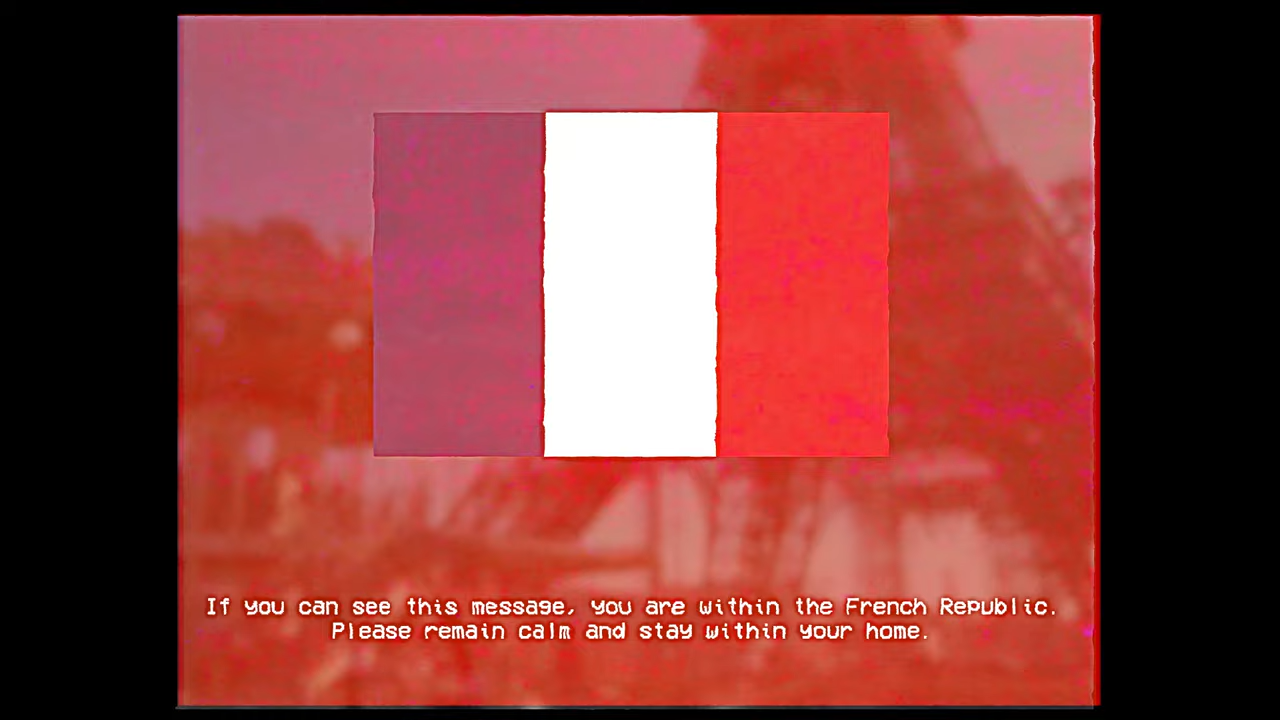 If you can see this message, you are within the French Republic.
Please remain calm and stay within your home.